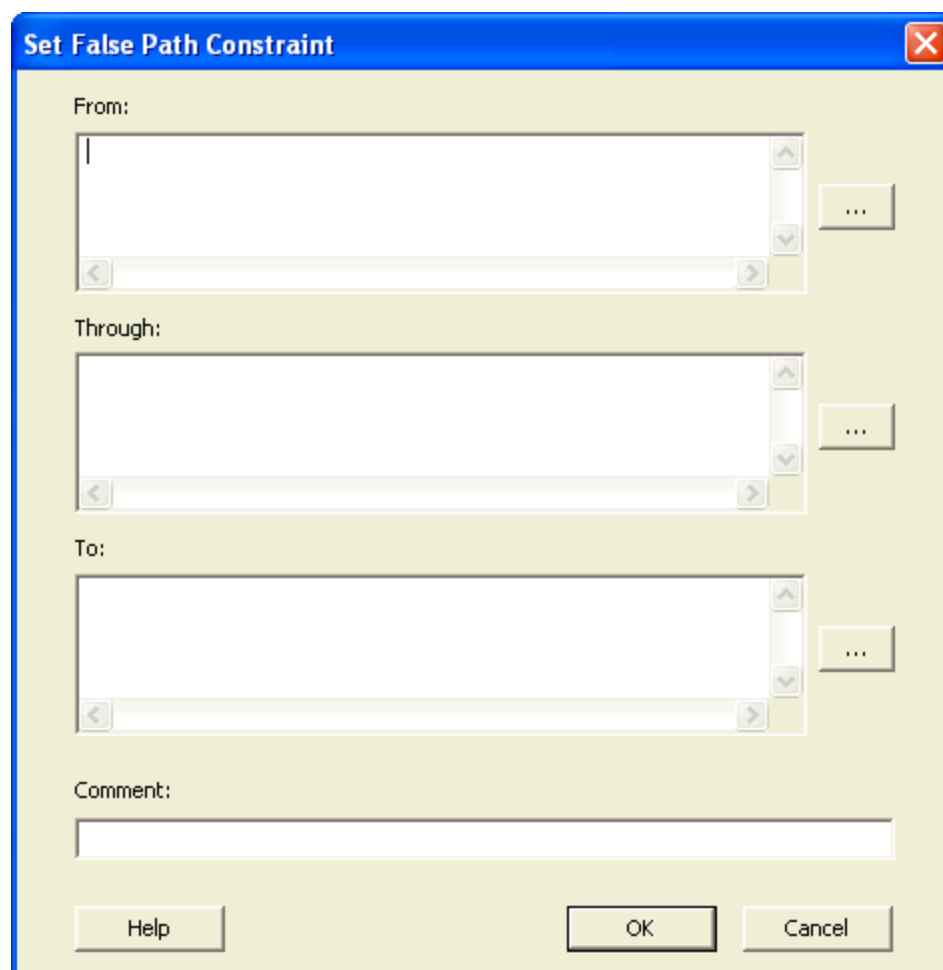 Set False Path Constraint
From:
...
Through:
...
To:
...
Comment:
Help
OK
Cancel